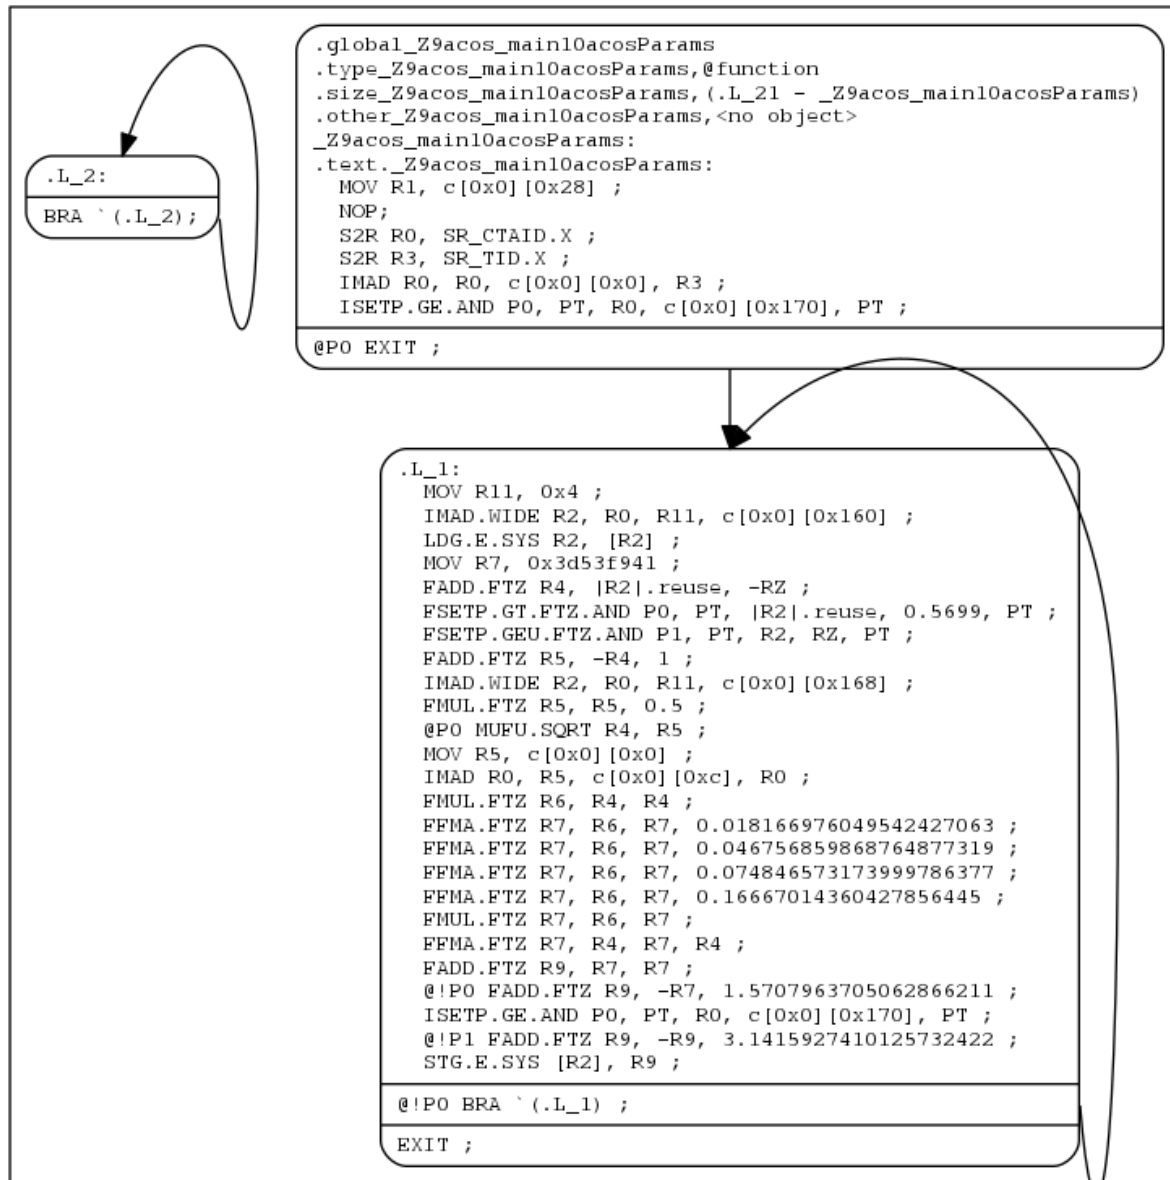 .L_2:
BRA `(.L_2);
.global_Z9acos_main10acosParams
.type_Z9acos_main10acosParams,@function
.size_Z9acos_main10acosParams,(.L_21 - _Z9acos_main10acosParams)
.other_Z9acos_main10acosParams,<no object>
_Z9acos_main10acosParams:
.text._Z9acos_main10acosParams:
MOV R1, c[0x0][0x28] ;
NOP;
S2R R0, SR_CTAID.X ;
S2R R3, SR_TID.X ;
IMAD R0, R0, c[0x0][0x0], R3 ;
ISETP.GE.AND P0, PT, R0, c[0x0][0x170], PT ;
@P0 EXIT ;
.L_1:
MOV R11, 0x4 ;
IMAD.WIDE R2, R0, R11, c[0x0][0x160] ;
LDG.E.SYS R2, [R2] ;
MOV R7, 0x3d53f941 ;
FADD.FTZ R4, |R2|.reuse, -RZ ;
FSETP.GT.FTZ.AND P0, PT, |R2|.reuse, 0.5699, PT ;
FSETP.GEU.FTZ.AND P1, PT, R2, RZ, PT ;
FADD.FTZ R5, -R4, 1 ;
IMAD.WIDE R2, R0, R11, c[0x0][0x168] ;
FMUL.FTZ R5, R5, 0.5 ;
@P0 MUFU.SQRT R4, R5 ;
MOV R5, c[0x0][0x0] ;
IMAD R0, R5, c[0x0][0xc], R0 ;
FMUL.FTZ R6, R4, R4 ;
FFMA.FTZ R7, R6, R7, 0.018166976049542427063 ;
FFMA.FTZ R7, R6, R7, 0.046756859868764877319 ;
FFMA.FTZ R7, R6, R7, 0.074846573173999786377 ;
FFMA.FTZ R7, R6, R7, 0.16667014360427856445 ;
FMUL.FTZ R7, R6, R7 ;
FFMA.FTZ R7, R4, R7, R4 ;
FADD.FTZ R9, R7, R7 ;
@!P0 FADD.FTZ R9, -R7, 1.5707963705062866211 ;
ISETP.GE.AND P0, PT, R0, c[0x0][0x170], PT ;
@!P1 FADD.FTZ R9, -R9, 3.1415927410125732422 ;
STG.E.SYS [R2], R9 ;
@!P0 BRA `(.L_1) ;
EXIT ;